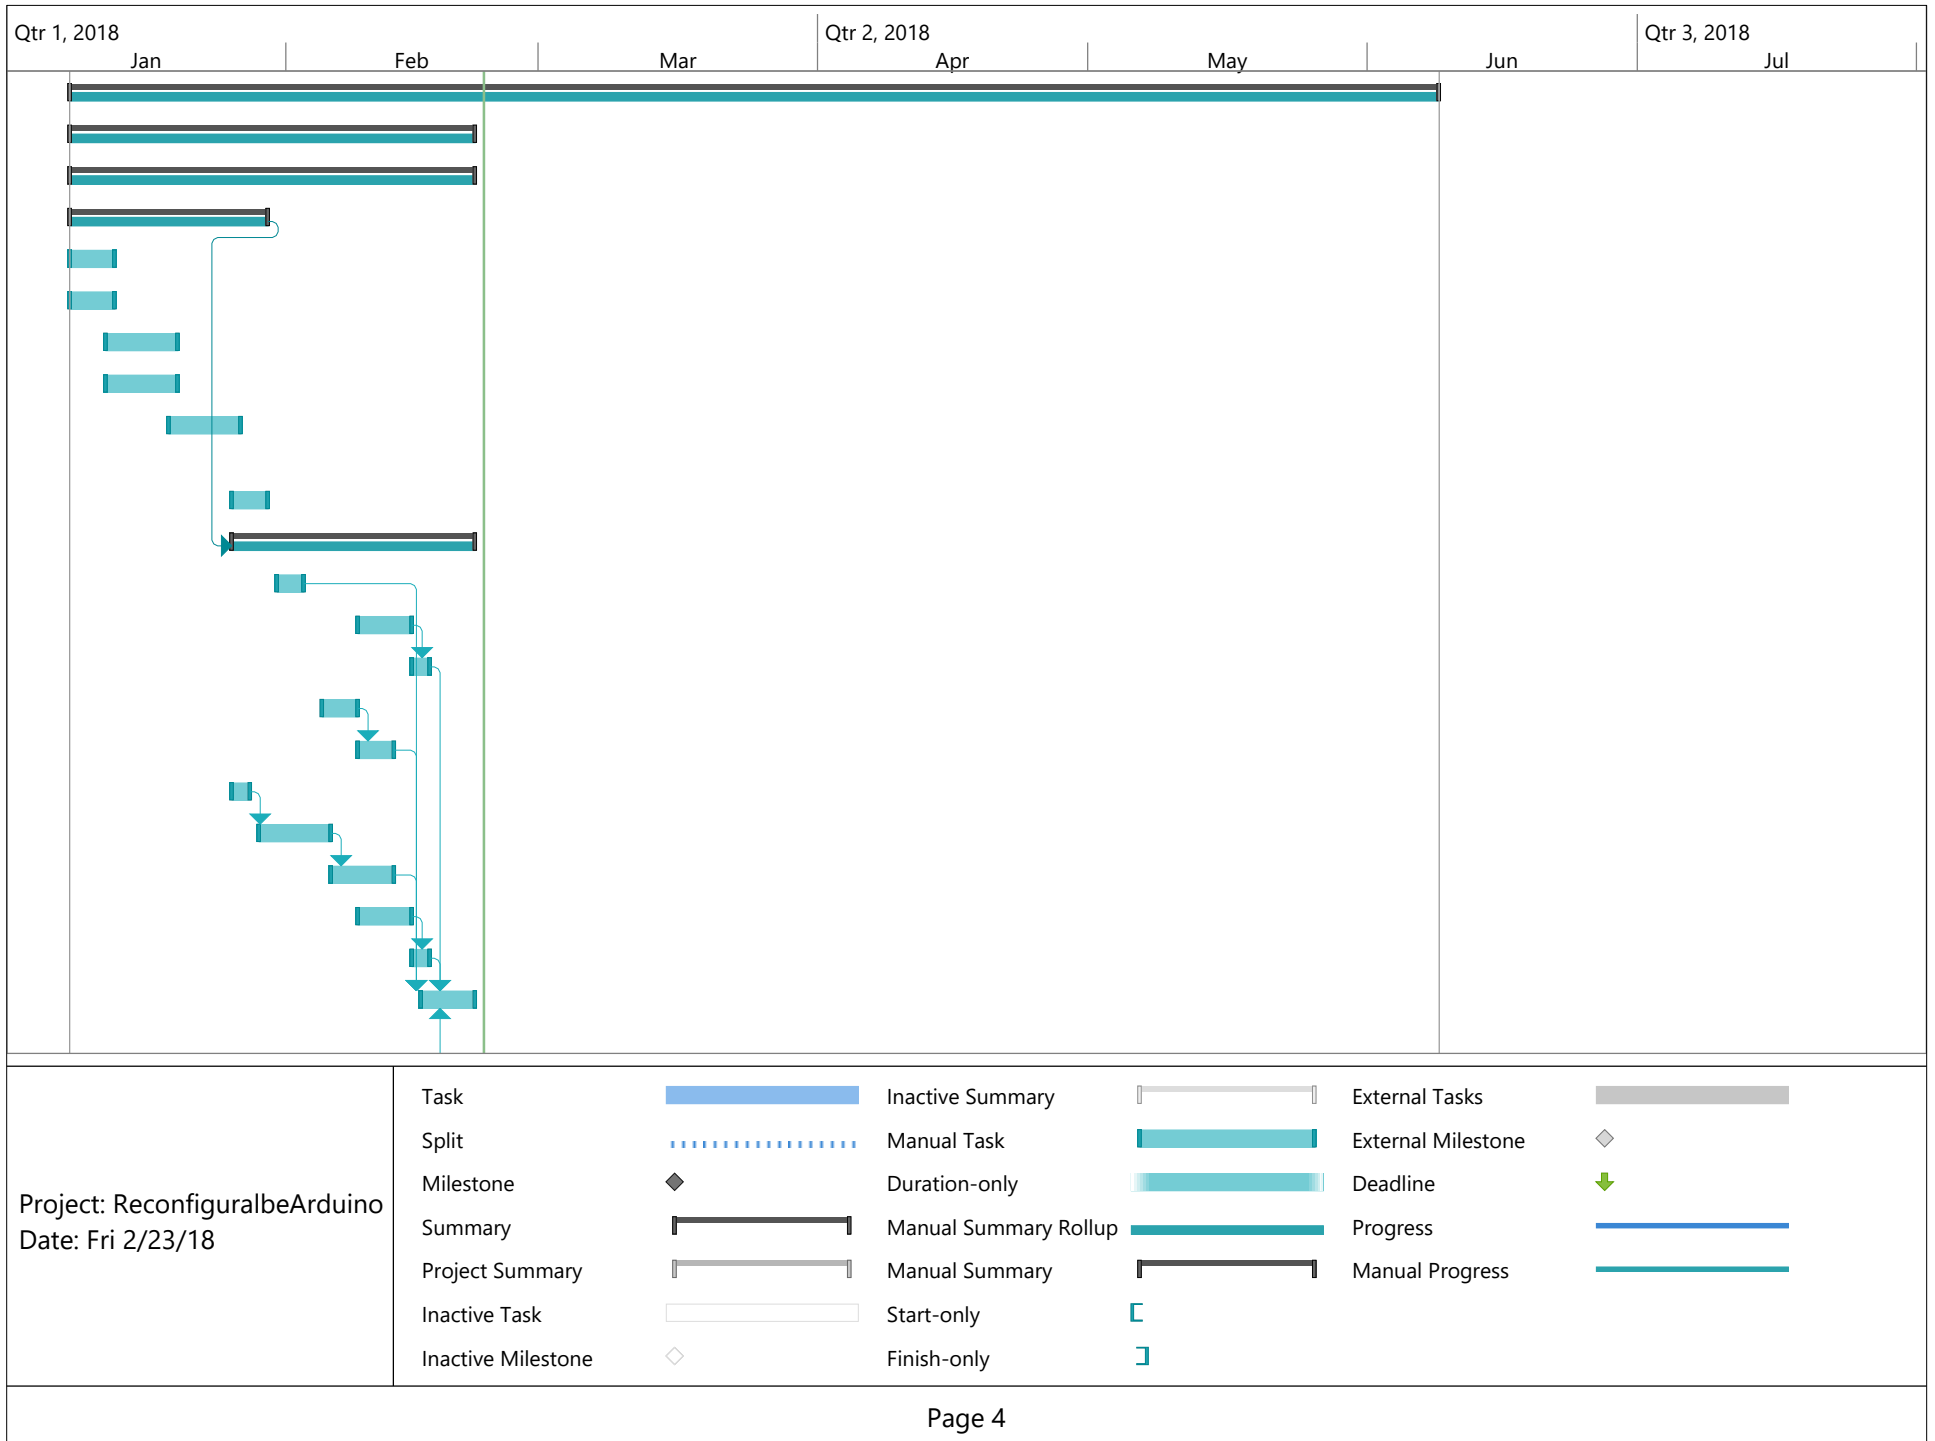 Qtr 1, 2018 Qtr 2, 2018 Qtr 3, 2018
Jan Feb Mar Apr May Jun Jul
Task Inactive Summary External Tasks
Split Manual Task External Milestone
Milestone Duration-only Deadline
Summary Manual Summary Rollup Progress
Project Summary Manual Summary Manual Progress
Inactive Task Start-only
Inactive Milestone Finish-only
Project: ReconfiguralbeArduino
Date: Fri 2/23/18
Page 4